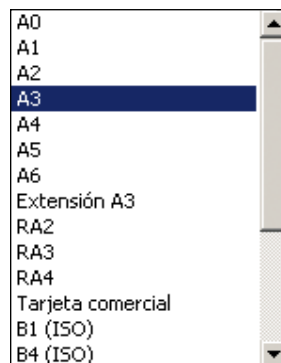 A0
A1
A2
A3
A4
A5
A6
Extensión A3
RA2
RA3
RA4
Tarjeta comercial
B1 (ISO)
B4 (ISO)